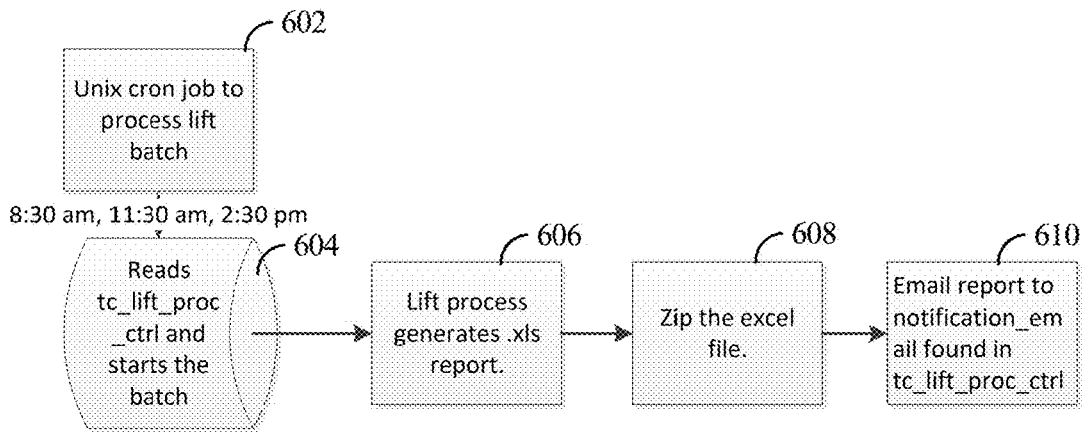 602
Unix cron job to
process lift
batch
8:30 am, 11:30 am, 2:30 pm
604
Reads
tc_lift_proc
_ctrl and
starts the
batch
606
Lift process
generates .xls
report.
608
Zip the excel
file.
610
Email report to
notification_em
ail found in
tc_lift_proc_ctrl